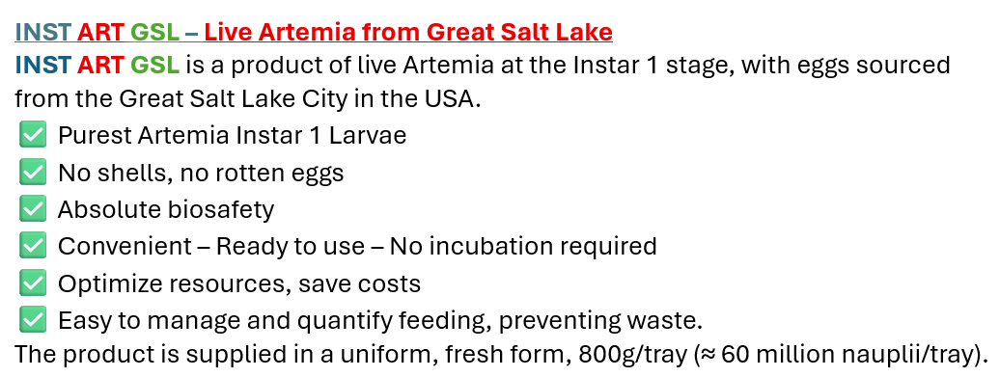 INST ART GSL – Live Artemia from Great Salt Lake
INST ART GSL is a product of live Artemia at the Instar 1 stage, with eggs sourced
from the Great Salt Lake City in the USA.
✅ Purest Artemia Instar 1 Larvae
✅ No shells, no rotten eggs
✅ Absolute biosafety
✅ Convenient – Ready to use – No incubation required
✅ Optimize resources, save costs
✅ Easy to manage and quantify feeding, preventing waste.
The product is supplied in a uniform, fresh form, 800g/tray (≈ 60 million nauplii/tray).